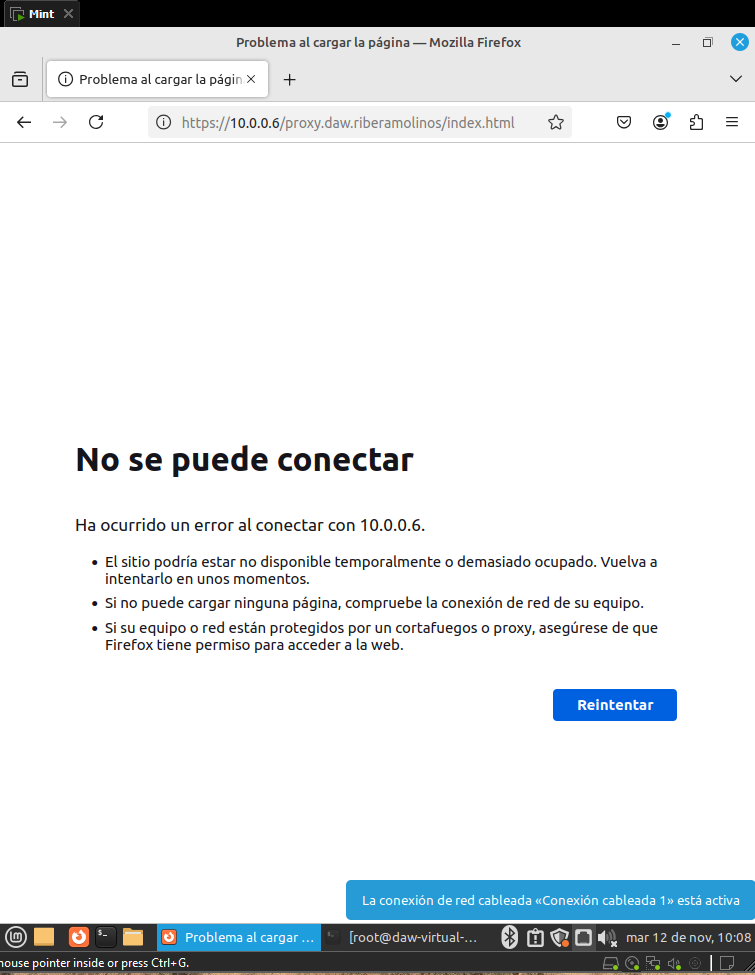 Mint
Problema al cargar la página — Mozilla Firefox
Problema al cargar la págin
https://10.0.0.6/proxy.daw.riberamolinos/index.html
No se puede conectar
Ha ocurrido un error al conectar con 10.0.0.6.
• El sitio podría estar no disponible temporalmente o demasiado ocupado. Vuelva a
intentarlo en unos momentos.
• Si no puede cargar ninguna página, compruebe la conexión de red de su equipo.
• Si su equipo o red están protegidos por un cortafuegos o proxy, asegúrese de que
Firefox tiene permiso para acceder a la web.
Reintentar
La conexión de red cableada «Conexión cableada 1» está activa
Problema al cargar ... [root@daw-virtual-... mar 12 de nov, 10:08
nouse pointer inside or press Ctrl+G.